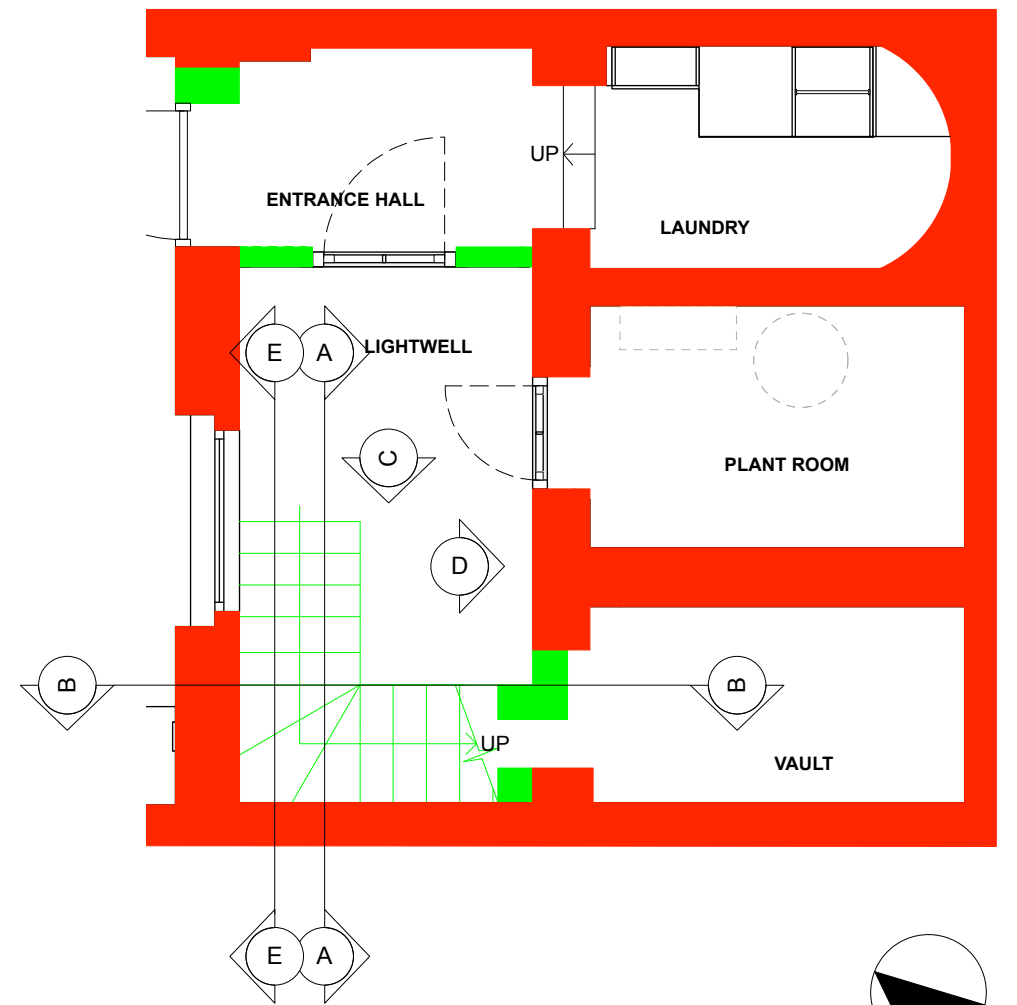 UP
ENTRANCE HALL
LAUNDRY
E A
LIGHTWELL
C
PLANT ROOM
D
B B
UP
VAULT
E A